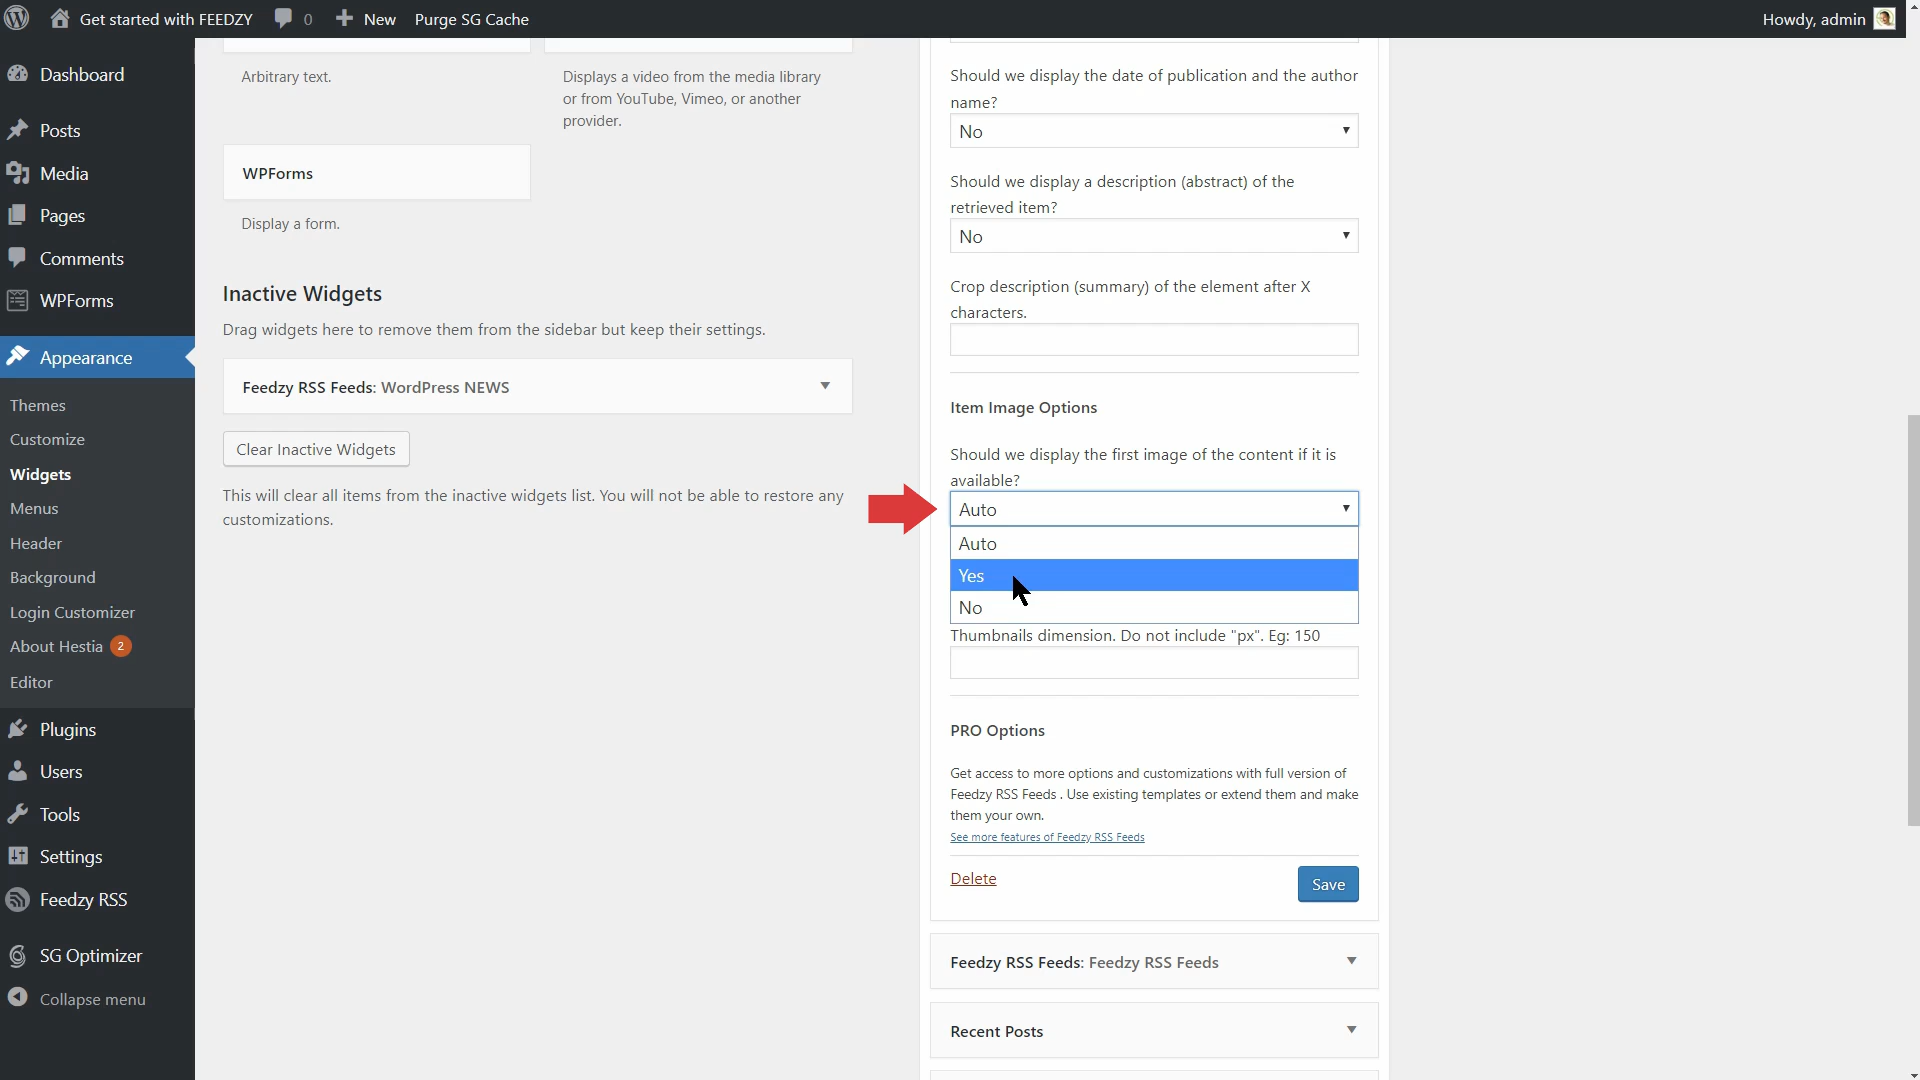 Get started with FEEDZY 0 New Purge SG Cache Howdy, admin
Dashboard
Posts
Media
Pages
Comments
WPForms
Appearance
Themes
Customize
Widgets
Menus
Header
Background
Login Customizer
About Hestia 2
Editor
Plugins
Users
Tools
Settings
Feedzy RSS
SG Optimizer
Collapse menu
Arbitrary text.
Displays a video from the media library
or from YouTube, Vimeo, or another
provider.
WPForms
Display a form.
Inactive Widgets
Drag widgets here to remove them from the sidebar but keep their settings.
Feedzy RSS Feeds: WordPress NEWS
Clear Inactive Widgets
This will clear all items from the inactive widgets list. You will not be able to restore any
customizations.
Should we display the date of publication and the author
name?
No
Should we display a description (abstract) of the
retrieved item?
No
Crop description (summary) of the element after X
characters.
Item Image Options
Should we display the first image of the content if it is
available?
Auto
Auto
Yes
No
Thumbnails dimension. Do not include "px". Eg: 150
PRO Options
Get access to more options and customizations with full version of
Feedzy RSS Feeds . Use existing templates or extend them and make
them your own.
See more features of Feedzy RSS Feeds
Delete
Save
Feedzy RSS Feeds: Feedzy RSS Feeds
Recent Posts